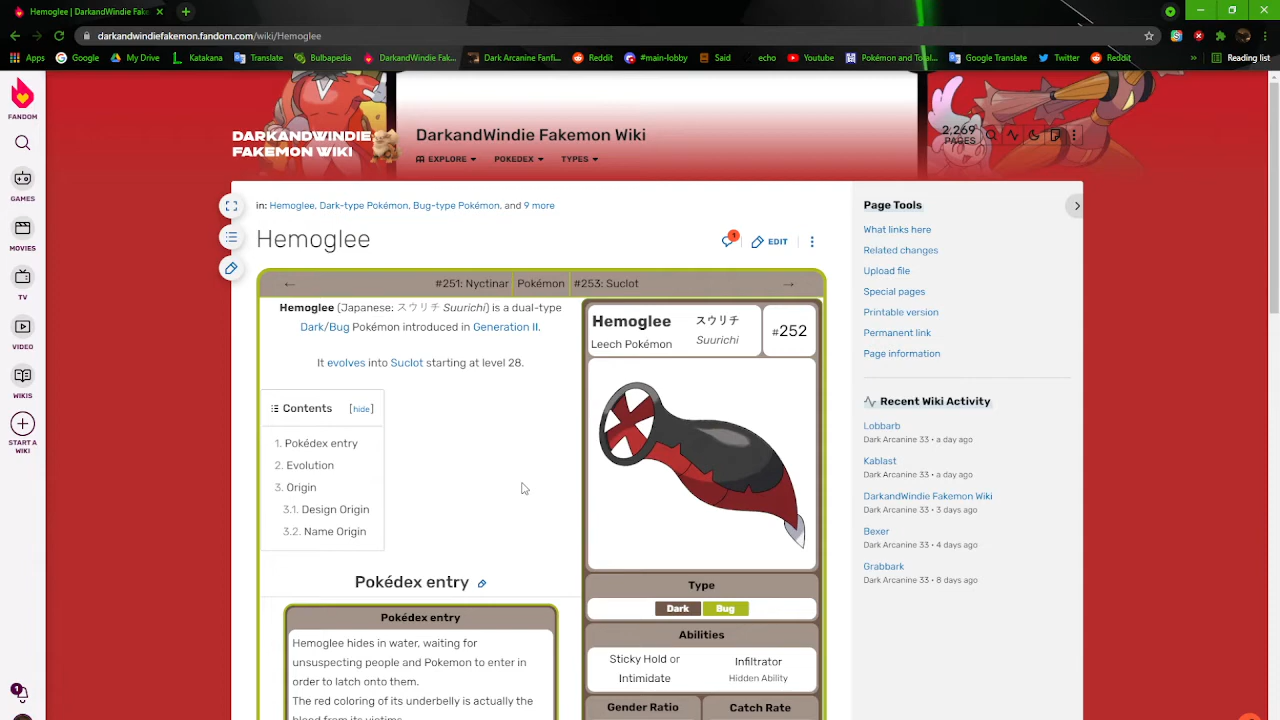 Hemoglee | DarkandWindie Fake
darkandwindiefakemon.fandom.com/wiki/Hemoglee
Apps Google My Drive Katakana Translate Bulbapedia DarkandWindie Fak... Dark Arcanine Fanfi... Reddit #main-lobby Said echo Youtube Pokémon and Total... Google Translate Twitter Reddit » Reading list
FANDOM
GAMES
MOVIES
TV
VIDEO
WIKIS
START A
WIKI
1
DARKANDWINDIE
FAKEMON WIKI
DarkandWindie Fakemon Wiki
EXPLORE POKEDEX TYPES
2,269
PAGES
in: Hemoglee, Dark-type Pokémon, Bug-type Pokémon, and 9 more
Hemoglee
1
EDIT
← #251: Nyctinar Pokémon #253: Suclot →
Hemoglee (Japanese: スウリチ Suurichi) is a dual-type
Dark/Bug Pokémon introduced in Generation II.
It evolves into Suclot starting at level 28.
Contents [hide]
1. Pokédex entry
2. Evolution
3. Origin
3.1. Design Origin
3.2. Name Origin
Pokédex entry
Pokédex entry
Hemoglee hides in water, waiting for
unsuspecting people and Pokemon to enter in
order to latch onto them.
The red coloring of its underbelly is actually the
blood from its victims.
Hemoglee スウリチ #252
Leech Pokémon Suurichi
Type
Dark Bug
Abilities
Sticky Hold or
Intimidate
Infiltrator
Hidden Ability
Gender Ratio Catch Rate
Page Tools
What links here
Related changes
Upload file
Special pages
Printable version
Permanent link
Page information
Recent Wiki Activity
Lobbarb
Dark Arcanine 33 • a day ago
Kablast
Dark Arcanine 33 • a day ago
DarkandWindie Fakemon Wiki
Dark Arcanine 33 • 3 days ago
Bexer
Dark Arcanine 33 • 4 days ago
Grabbark
Dark Arcanine 33 • 8 days ago